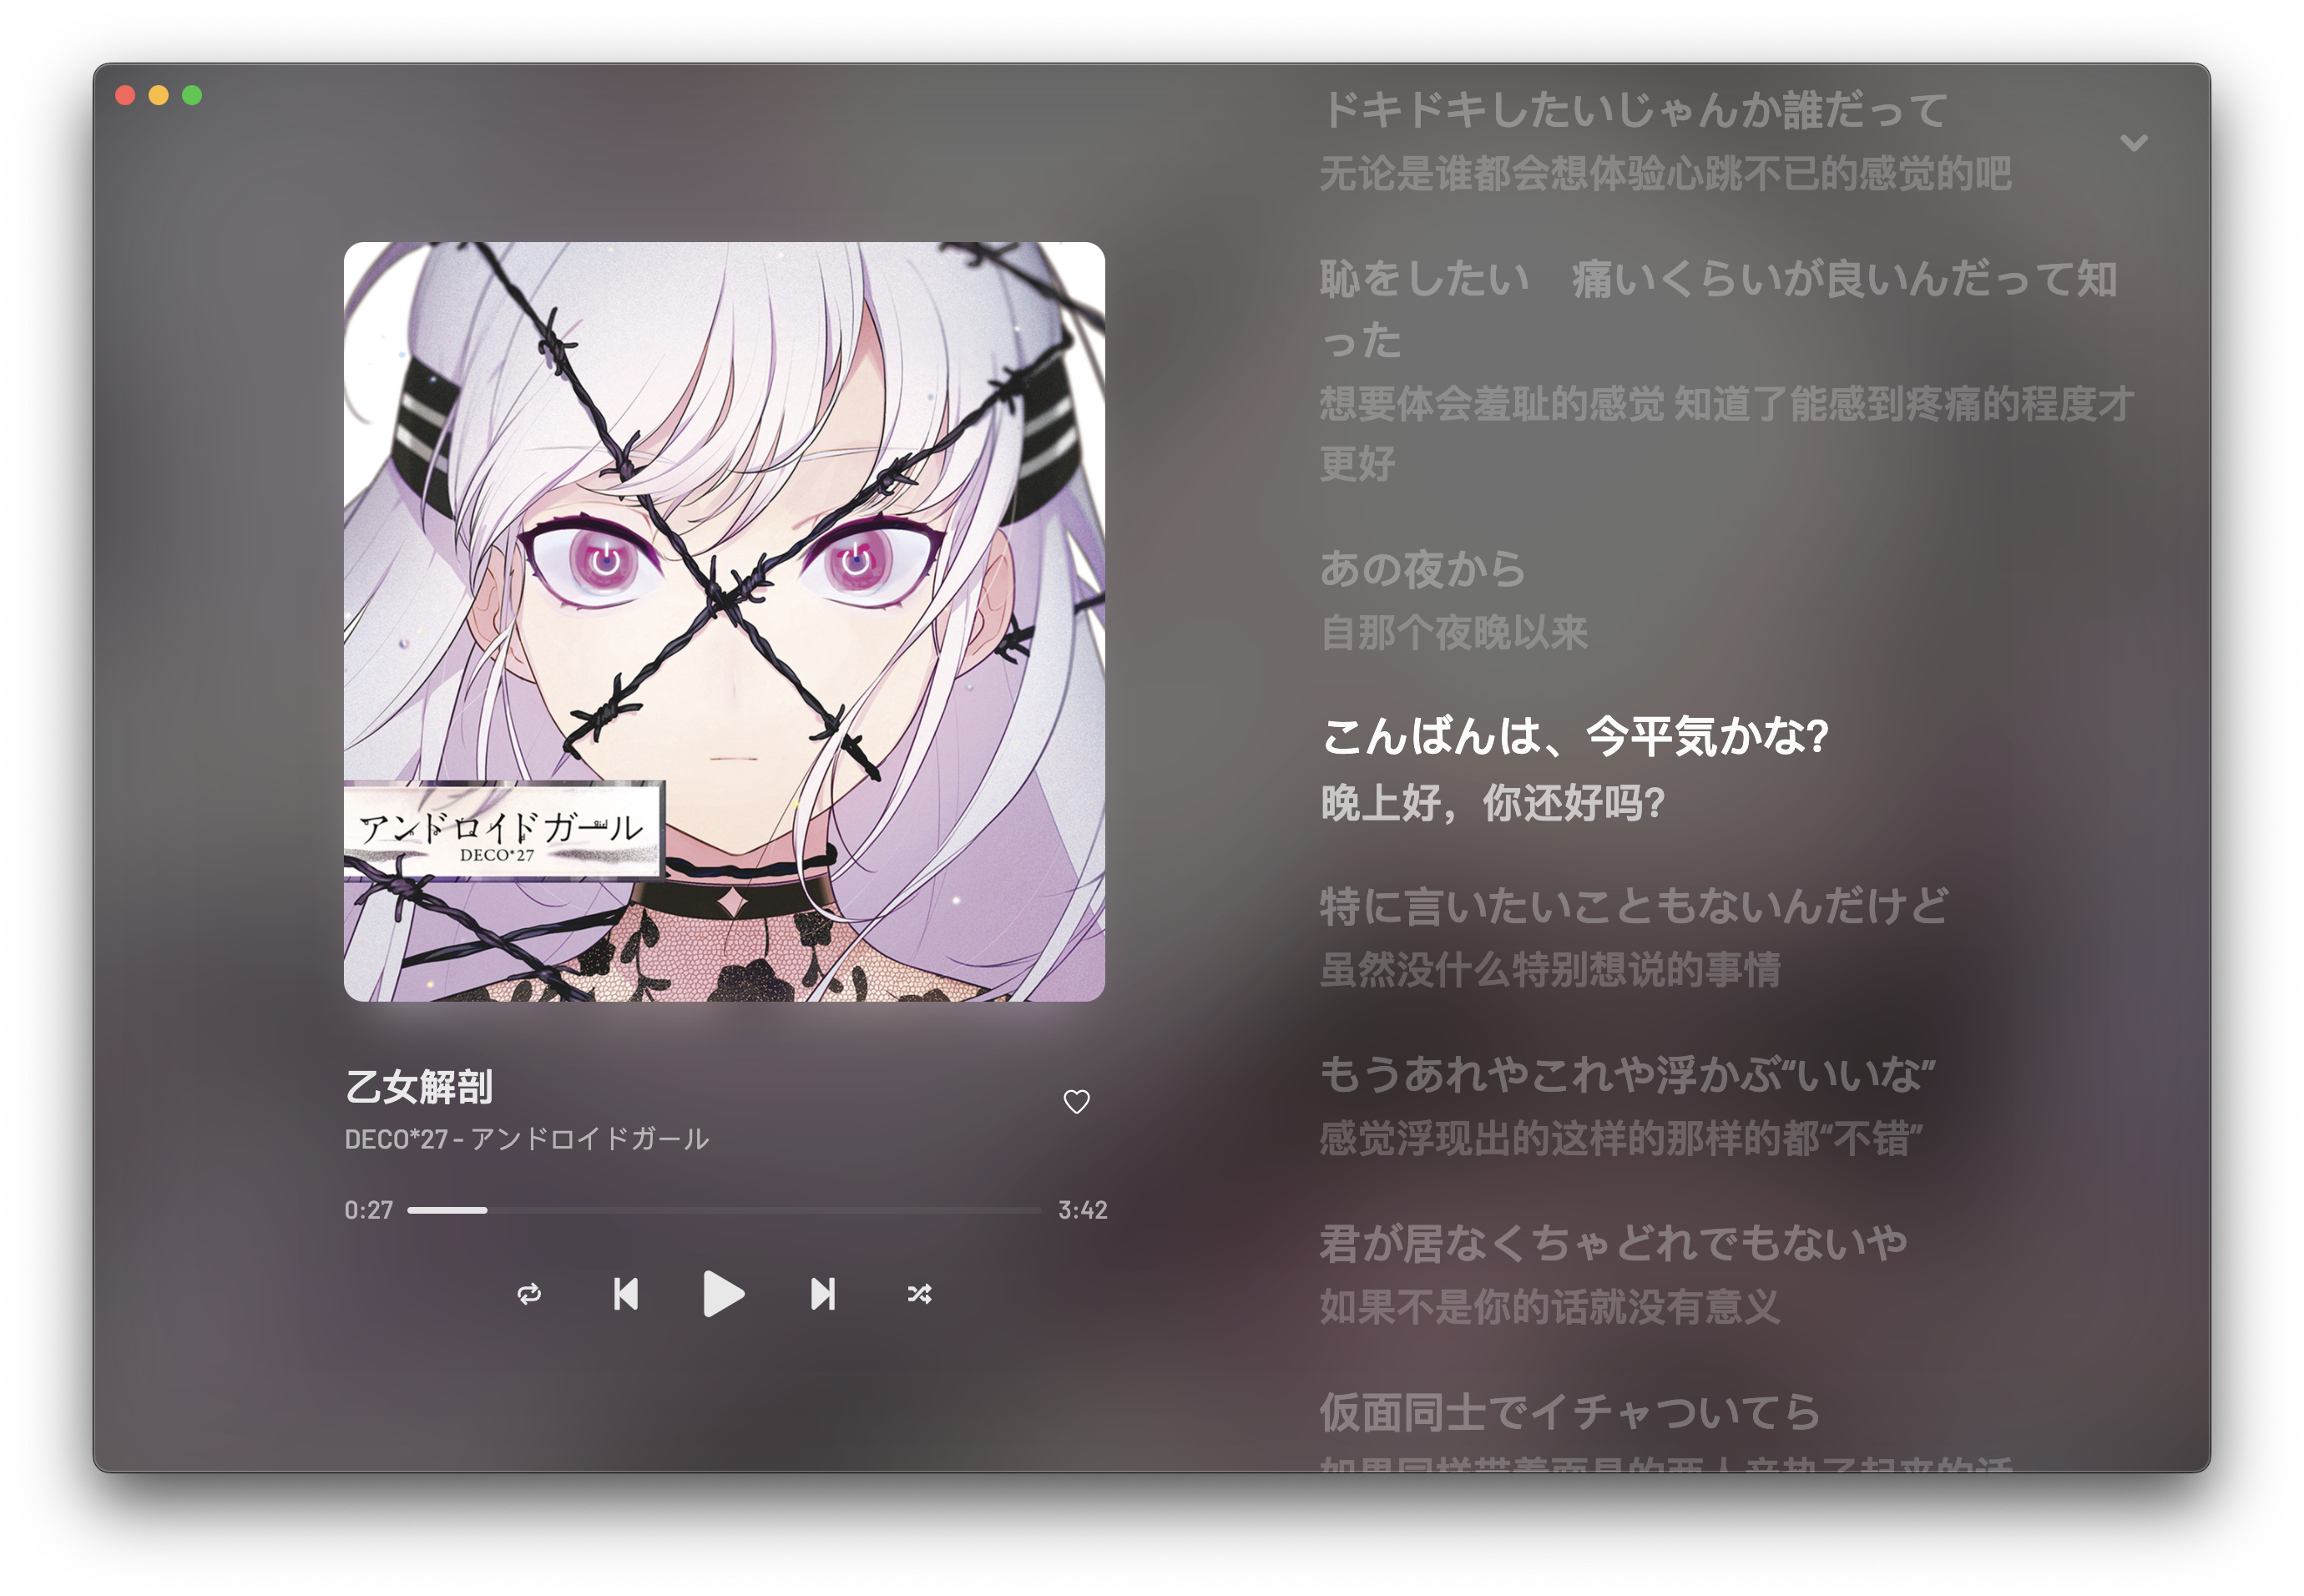 アンドロイドガール
DECO*27
乙女解剖
DECO*27 - アンドロイドガール
0:27
3:42
ドキドキしたいじゃんか誰だって
无论是谁都会想体验心跳不已的感觉的吧
恥をしたい　痛いくらいが良いんだって知
った
想要体会羞耻的感觉 知道了能感到疼痛的程度才
更好
あの夜から
自那个夜晚以来
こんばんは、今平気かな?
晚上好，你还好吗?
特に言いたいこともないんだけど
虽然没什么特别想说的事情
もうあれやこれや浮かぶ“いいな”
感觉浮现出的这样的那样的都“不错”
君が居なくちゃどれでもないや
如果不是你的话就没有意义
仮面同士でイチャついてら